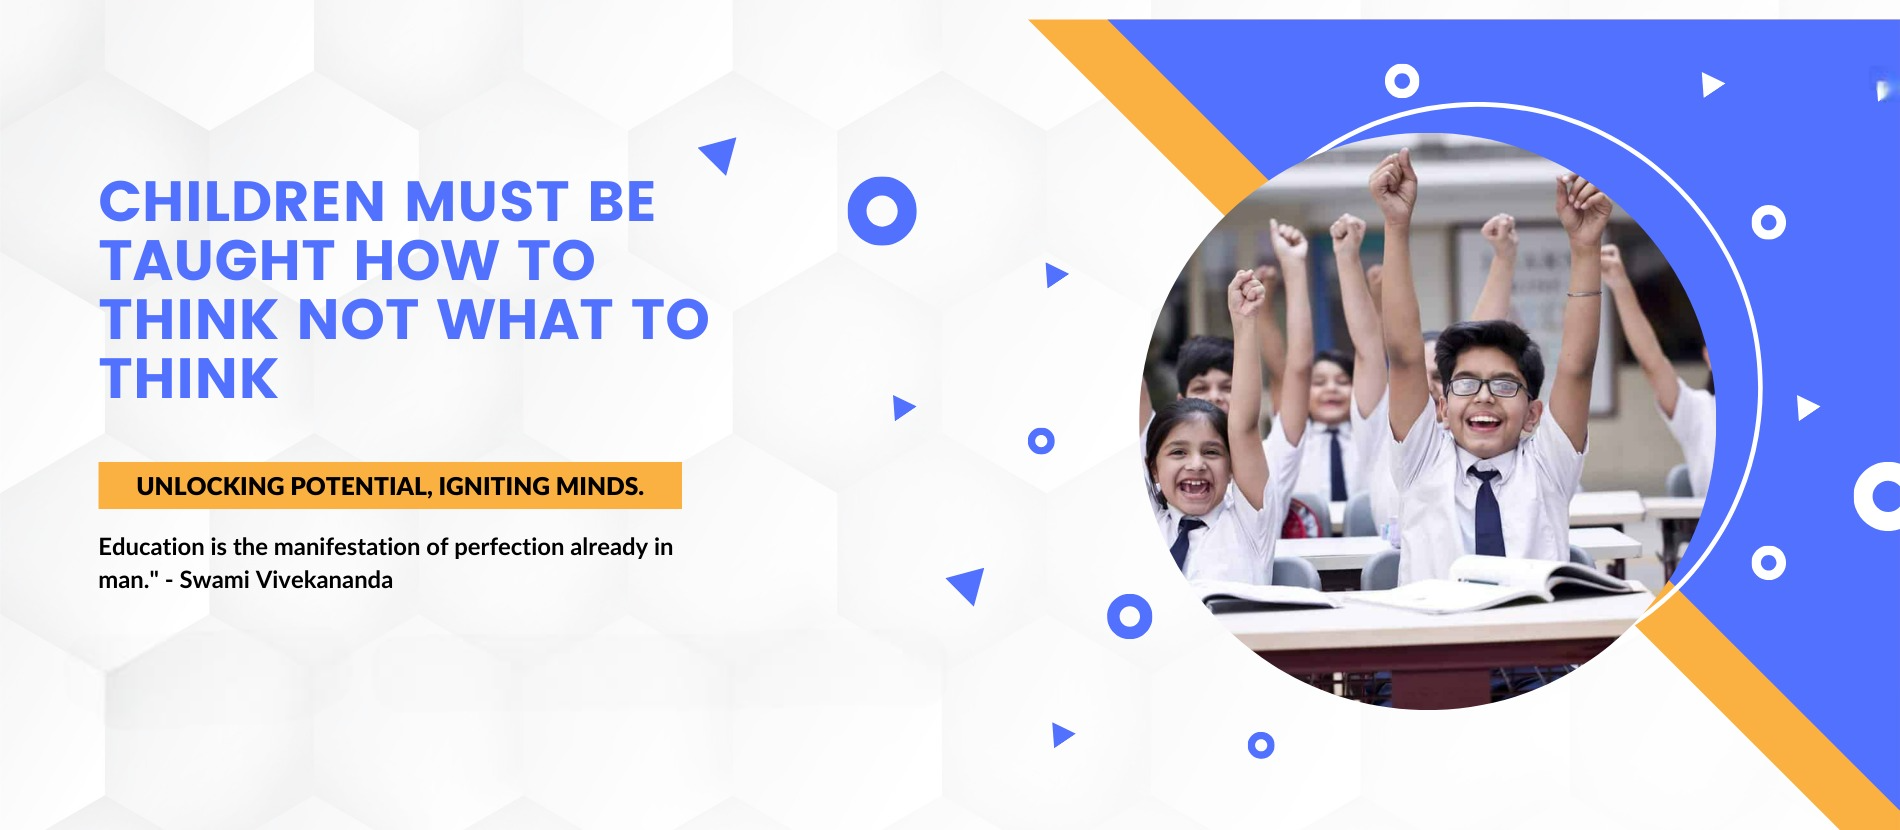 CHILDREN MUST BE
TAUGHT HOW TO
THINK NOT WHAT TO
THINK
UNLOCKING POTENTIAL, IGNITING MINDS.
Education is the manifestation of perfection already in
man." - Swami Vivekananda